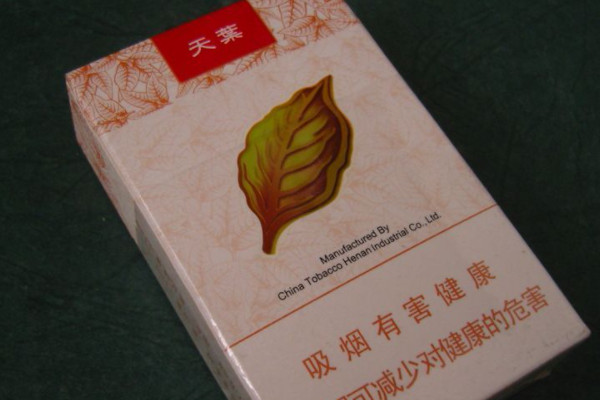 天葉
Manufactured By
China Tobacco Henan Industrial Co., Ltd.
吸烟有害健康
可减少对健康的危害